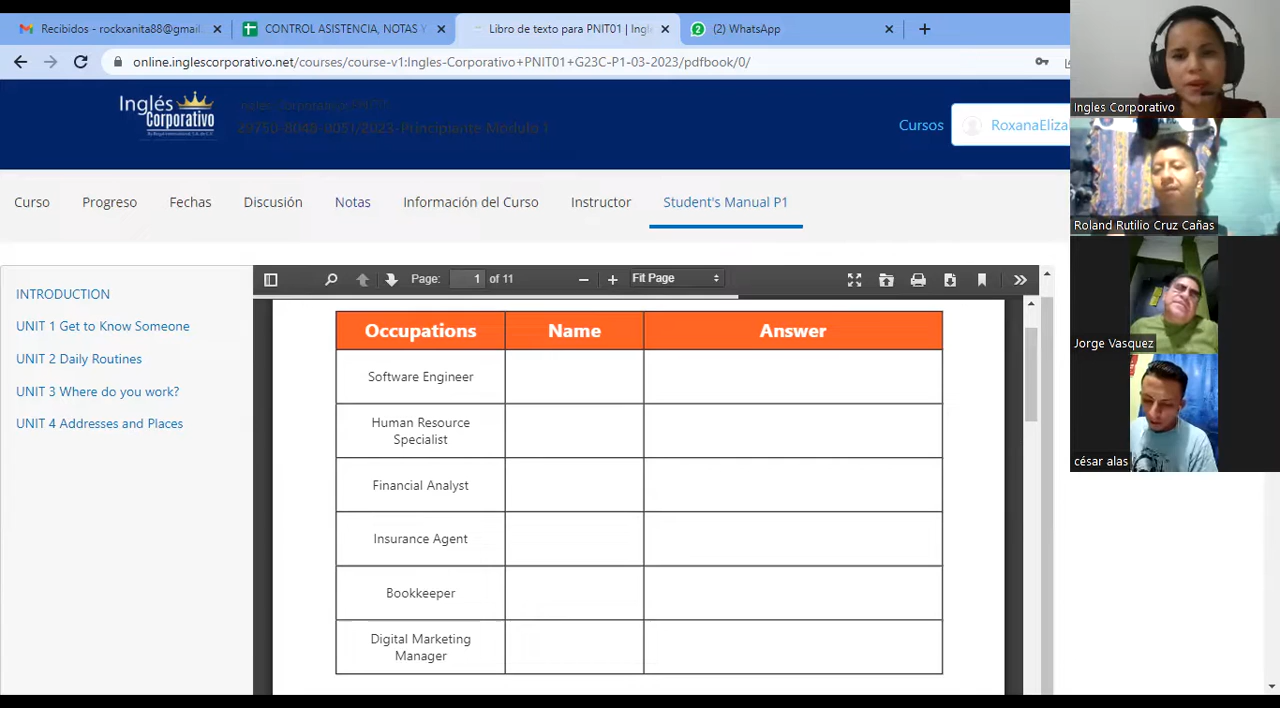 Recibidos - rockxanita88@gmail.
CONTROL ASISTENCIA, NOTAS Y
Libro de texto para PNIT01 | Ingl
(2) WhatsApp
online.inglescorporativo.net/courses/course-v1:Ingles-Corporativo+PNIT01+G23C-P1-03-2023/pdfbook/0/
Inglés
Corporativo
Principiante Modulo 1
Cursos
RoxanaEliza
Curso
Progreso
Fechas
Discusión
Notas
Información del Curso
Instructor
Student's Manual P1
INTRODUCTION
UNIT 1 Get to Know Someone
UNIT 2 Daily Routines
UNIT 3 Where do you work?
UNIT 4 Addresses and Places
Page: 1 of 11
Fit Page
Occupations Name Answer
Software Engineer
Human Resource
Specialist
Financial Analyst
Insurance Agent
Bookkeeper
Digital Marketing
Manager
Ingles Corporativo
Roland Rutilio Cruz Cañas
Jorge Vasquez
césar alas